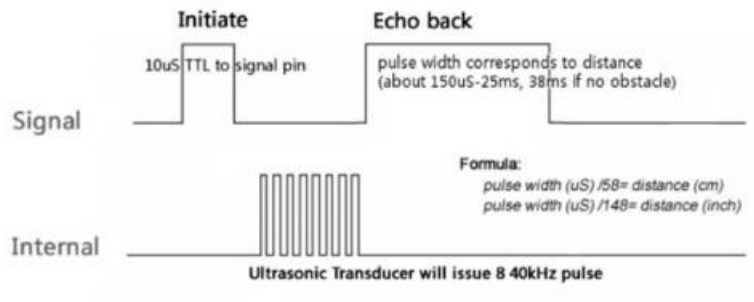 Initiate
Echo back
10uS TTL to signal pin
pulse width corresponds to distance
(about 150uS-25ms, 38ms if no obstacle)
Signal
Formula:
pulse width (uS) /58= distance (cm)
pulse width (uS) /148= distance (inch)
Internal
Ultrasonic Transducer will issue 8 40kHz pulse